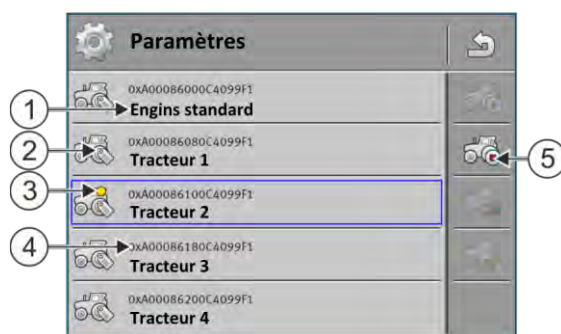 Paramètres
0xA00086000C4099F1
Engins standard
0xA00086080C4099F1
Tracteur 1
0xA00086100C4099F1
Tracteur 2
0xA00086180C4099F1
Tracteur 3
0xA00086200C4099F1
Tracteur 4
1
2
3
4
5